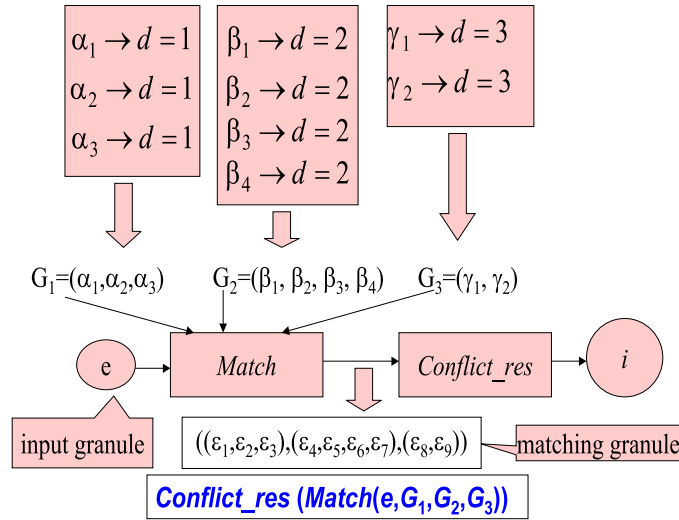 α₁ → d = 1
α₂ → d = 1
α₃ → d = 1
β₁ → d = 2
β₂ → d = 2
β₃ → d = 2
β₄ → d = 2
γ₁ → d = 3
γ₂ → d = 3
G₁=(α₁,α₂,α₃)
G₂=(β₁, β₂, β₃, β₄)
G₃=(γ₁, γ₂)
e
Match
Conflict_res
i
input granule
((ε₁,ε₂,ε₃),(ε₄,ε₅,ε₆,ε₇),(ε₈,ε₉))
matching granule
Conflict_res (Match(e,G₁,G₂,G₃))